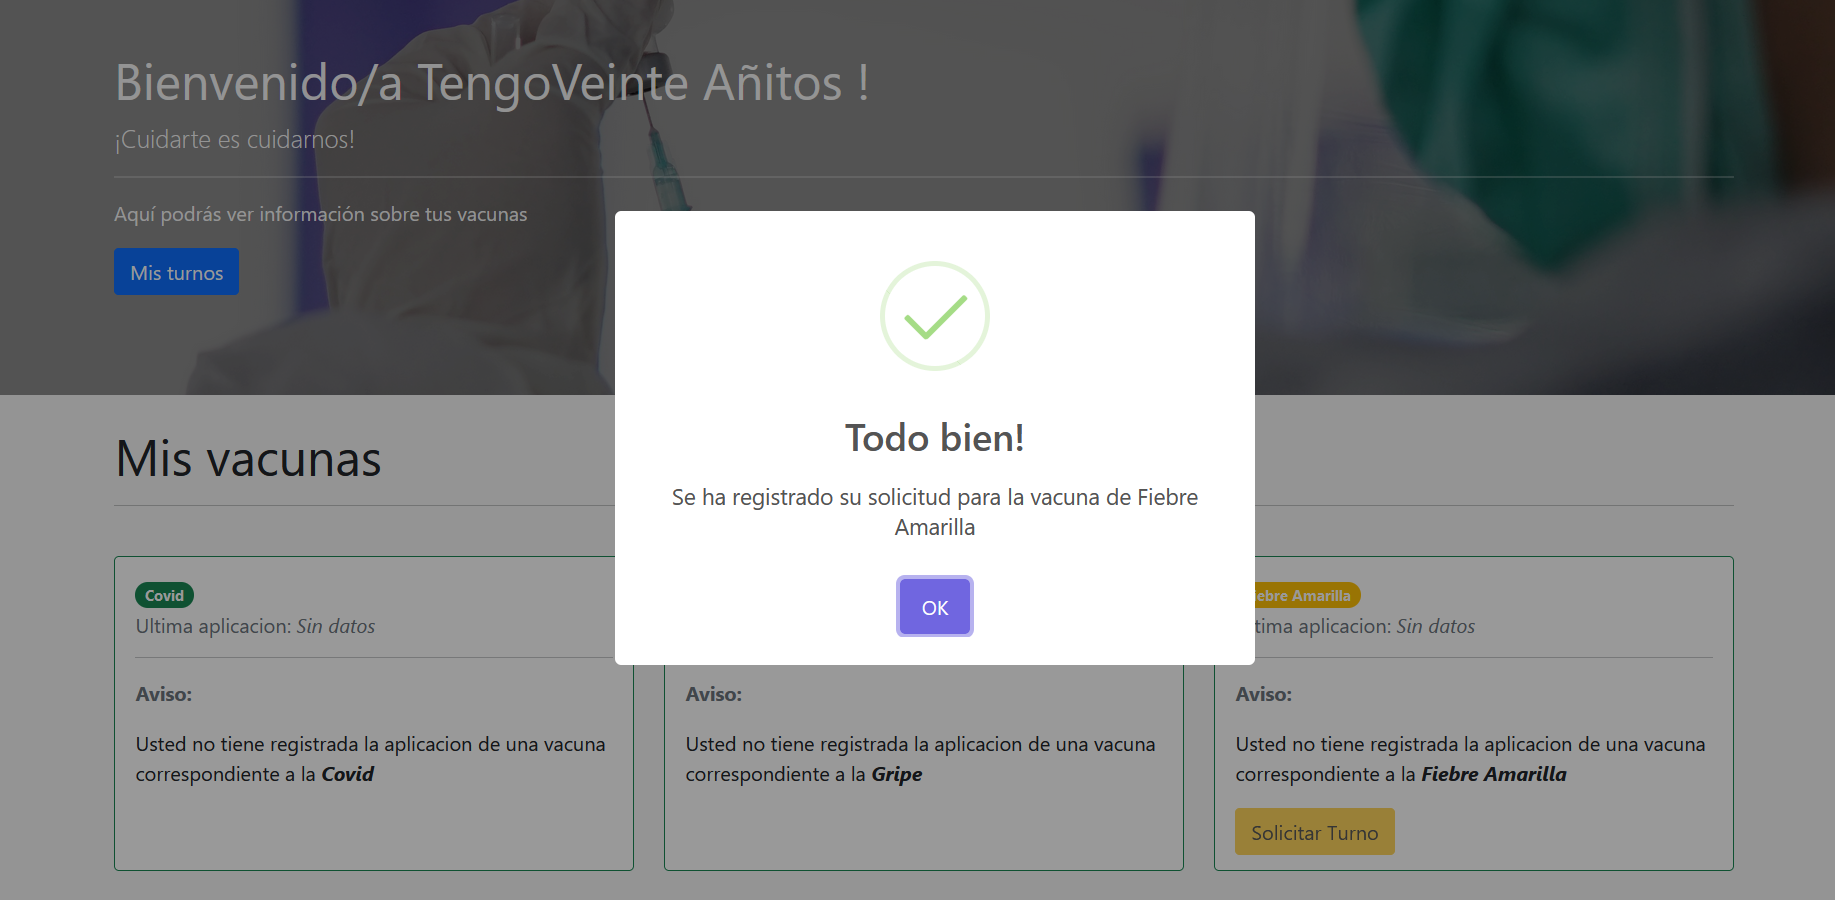 Bienvenido/a TengoVeinte Añitos !
¡Cuidarte es cuidarnos!
Aquí podrás ver información sobre tus vacunas
Mis turnos
Todo bien!
Se ha registrado su solicitud para la vacuna de Fiebre
Amarilla
OK
Mis vacunas
Covid
Ultima aplicacion: Sin datos
Aviso:
Usted no tiene registrada la aplicacion de una vacuna
correspondiente a la Covid
Aviso:
Usted no tiene registrada la aplicacion de una vacuna
correspondiente a la Gripe
iebre Amarilla
tima aplicacion: Sin datos
Aviso:
Usted no tiene registrada la aplicacion de una vacuna
correspondiente a la Fiebre Amarilla
Solicitar Turno